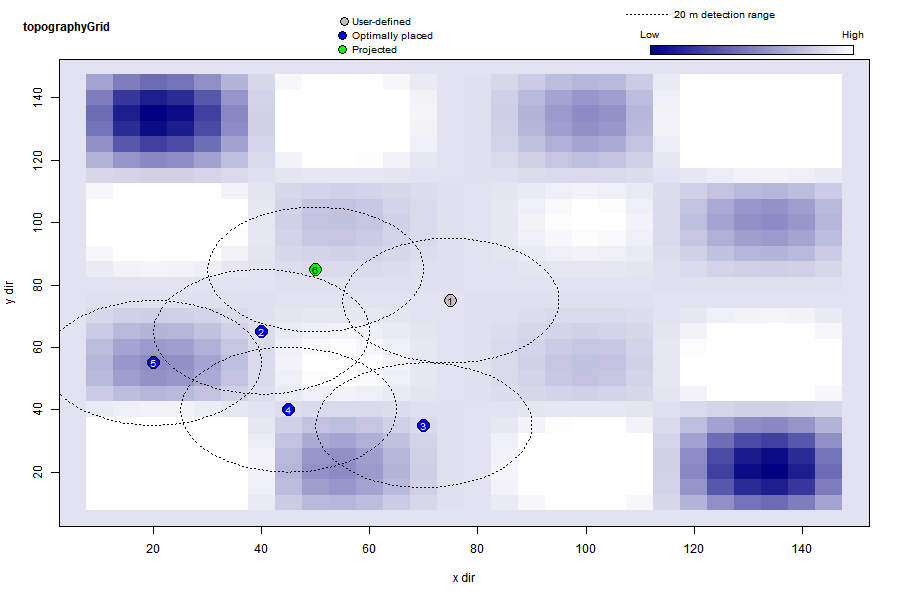 topographyGrid
User-defined
Optimally placed
Projected
20 m detection range
Low High
140
120
100
80
60
40
20
y dir
6
1
2
5
4
3
20 40 60 80 100 120 140
x dir